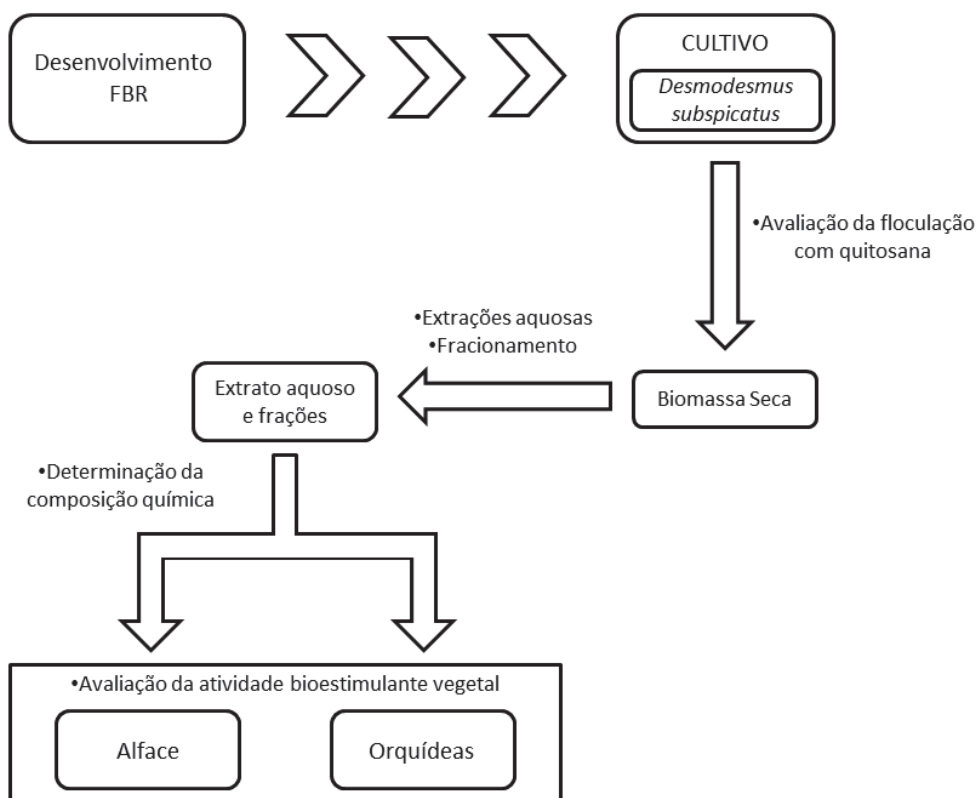 Desenvolvimento
FBR
CULTIVO
Desmodesmus
subspicatus
•Avaliação da floculação
com quitosana
•Extrações aquosas
•Fracionamento
Biomassa Seca
Extrato aquoso
e frações
•Determinação da
composição química
•Avaliação da atividade bioestimulante vegetal
Alface
Orquídeas